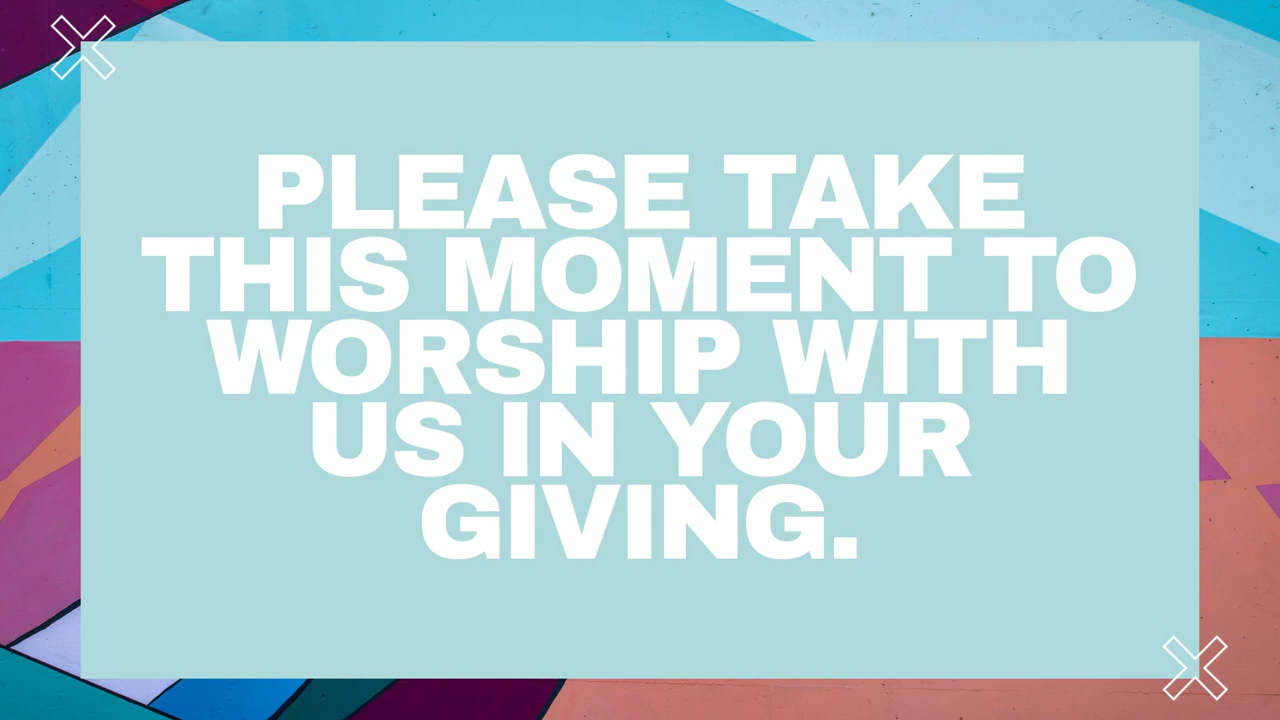 PLEASE TAKE
THIS MOMENT TO
WORSHIP WITH
US IN YOUR
GIVING.